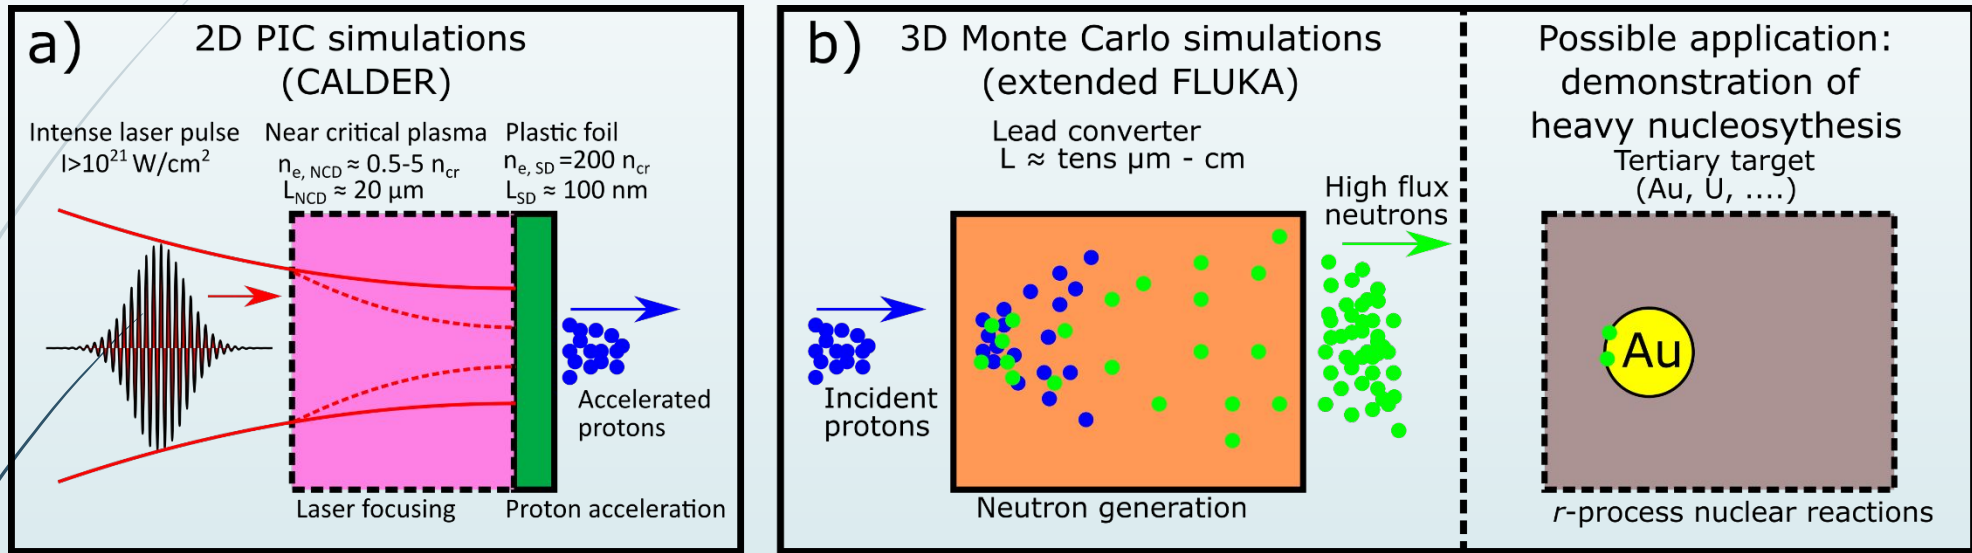 a)
2D PIC simulations
(CALDER)
Intense laser pulse
I>10²¹ W/cm²
Near critical plasma
nₑ, NCD ≈ 0.5-5 n_cr
L_NCD ≈ 20 µm
Plastic foil
nₑ, SD =200 n_cr
L_SD ≈ 100 nm
Accelerated
protons
Laser focusing
Proton acceleration
b)
3D Monte Carlo simulations
(extended FLUKA)
Lead converter
L ≈ tens µm - cm
High flux
neutrons
Incident
protons
Neutron generation
Possible application:
demonstration of
heavy nucleosythesis
Tertiary target
(Au, U, ....)
Au
r-process nuclear reactions